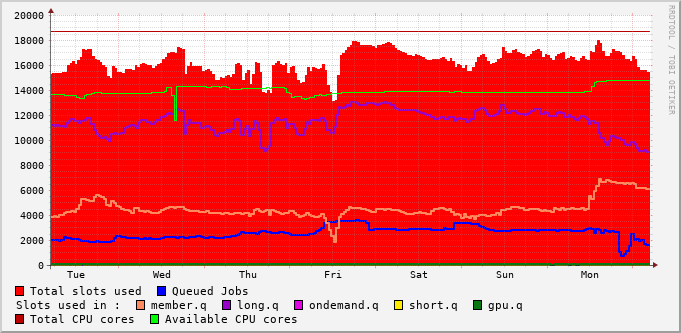 20000
18000
16000
14000
12000
10000
8000
6000
4000
2000
0
Tue Wed Thu Fri Sat Sun Mon
Total slots used Queued Jobs
Slots used in : member.q long.q ondemand.q short.q gpu.q
Total CPU cores Available CPU cores
RRDTOOL / TOBI OETIKER